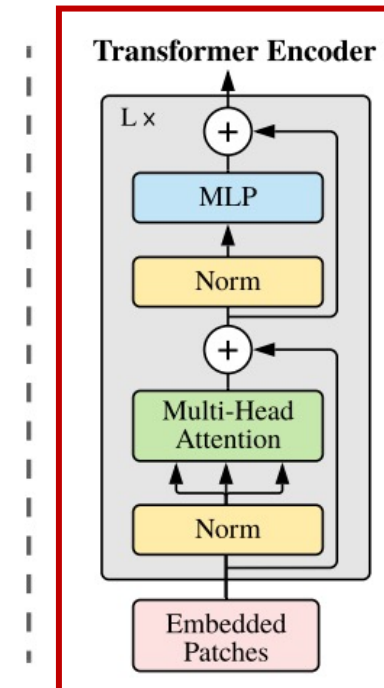 Transformer Encoder
L ×
+
MLP
Norm
+
Multi-Head
Attention
Norm
Embedded
Patches